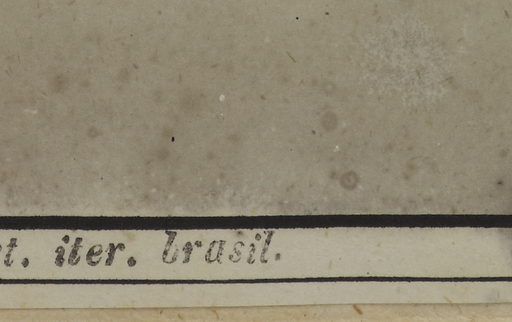 t. iter. brasil.